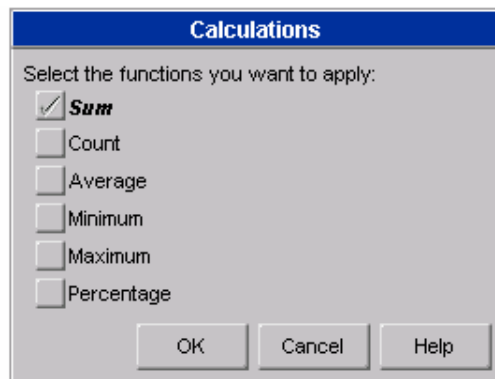 Calculations
Select the functions you want to apply:
Sum
Count
Average
Minimum
Maximum
Percentage
OK Cancel Help